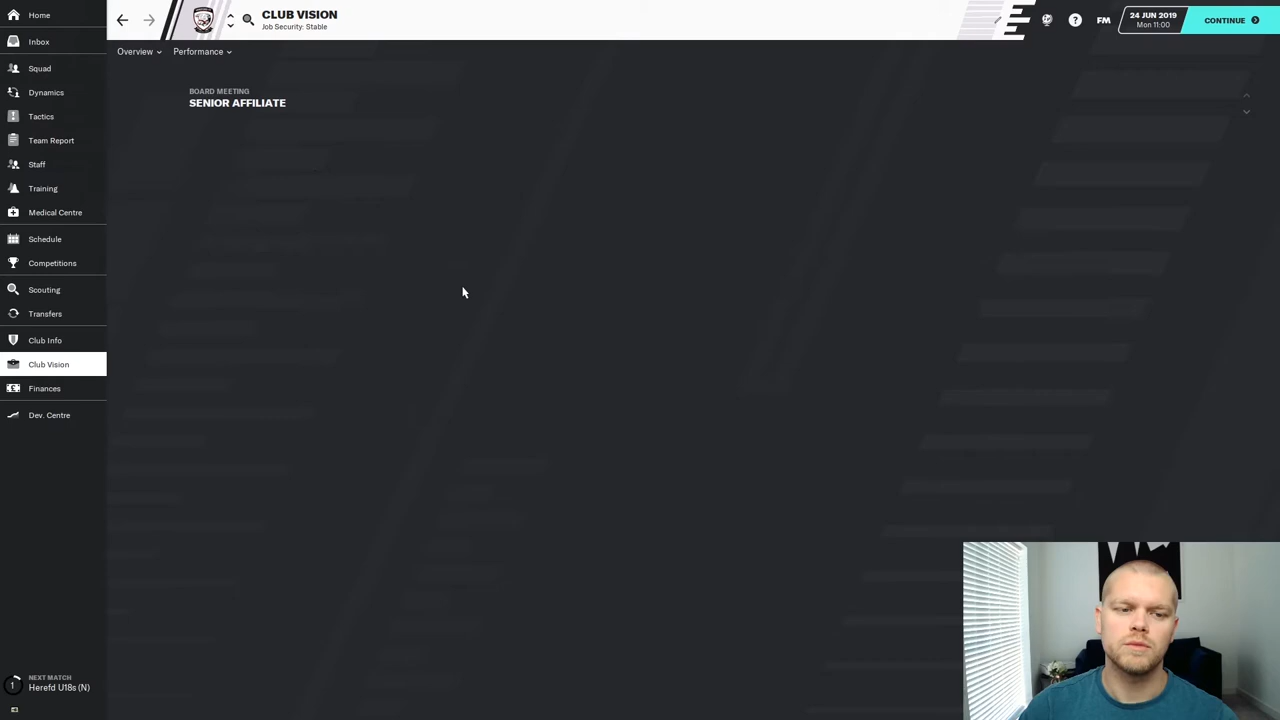 Home
Inbox
Squad
Dynamics
Tactics
Team Report
Staff
Training
Medical Centre
Schedule
Competitions
Scouting
Transfers
Club Info
Club Vision
Finances
Dev. Centre
NEXT MATCH
1
Herefd U18s (N)
CLUB VISION
Job Security: Stable
?
FM
24 JUN 2019
Mon 11:00
CONTINUE
Overview
Performance
BOARD MEETING
SENIOR AFFILIATE